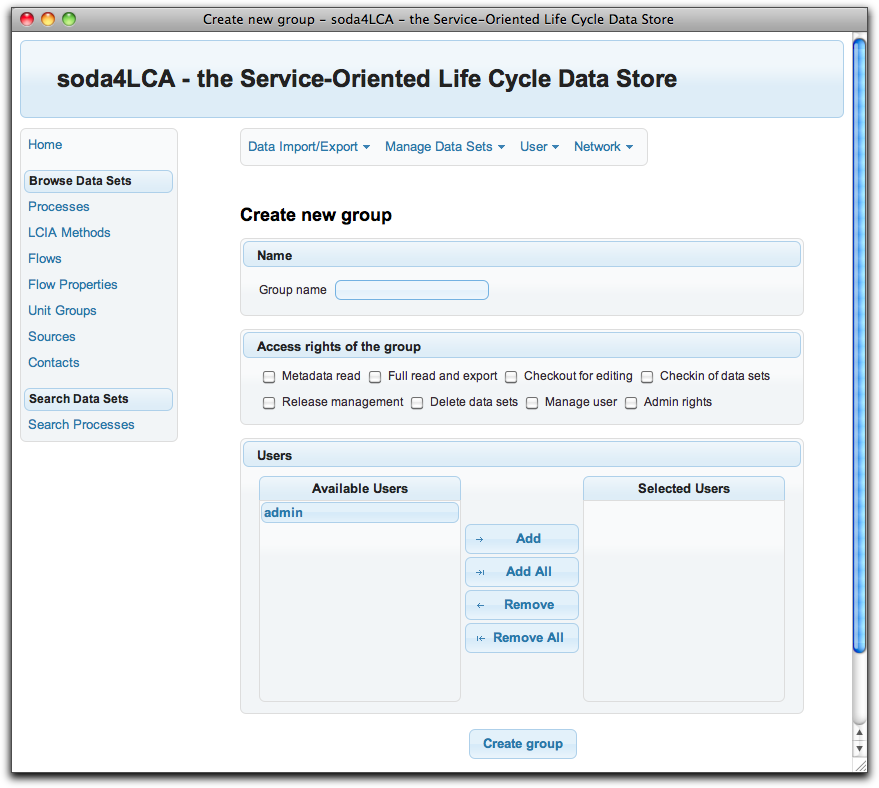 Create new group – soda4LCA – the Service-Oriented Life Cycle Data Store
soda4LCA - the Service-Oriented Life Cycle Data Store
Home
Browse Data Sets
Processes
LCIA Methods
Flows
Flow Properties
Unit Groups
Sources
Contacts
Search Data Sets
Search Processes
Data Import/Export Manage Data Sets User Network
Create new group
Name
Group name
Access rights of the group
Metadata read Full read and export Checkout for editing Checkin of data sets
Release management Delete data sets Manage user Admin rights
Users
Available Users Selected Users
admin
Add
Add All
Remove
Remove All
Create group